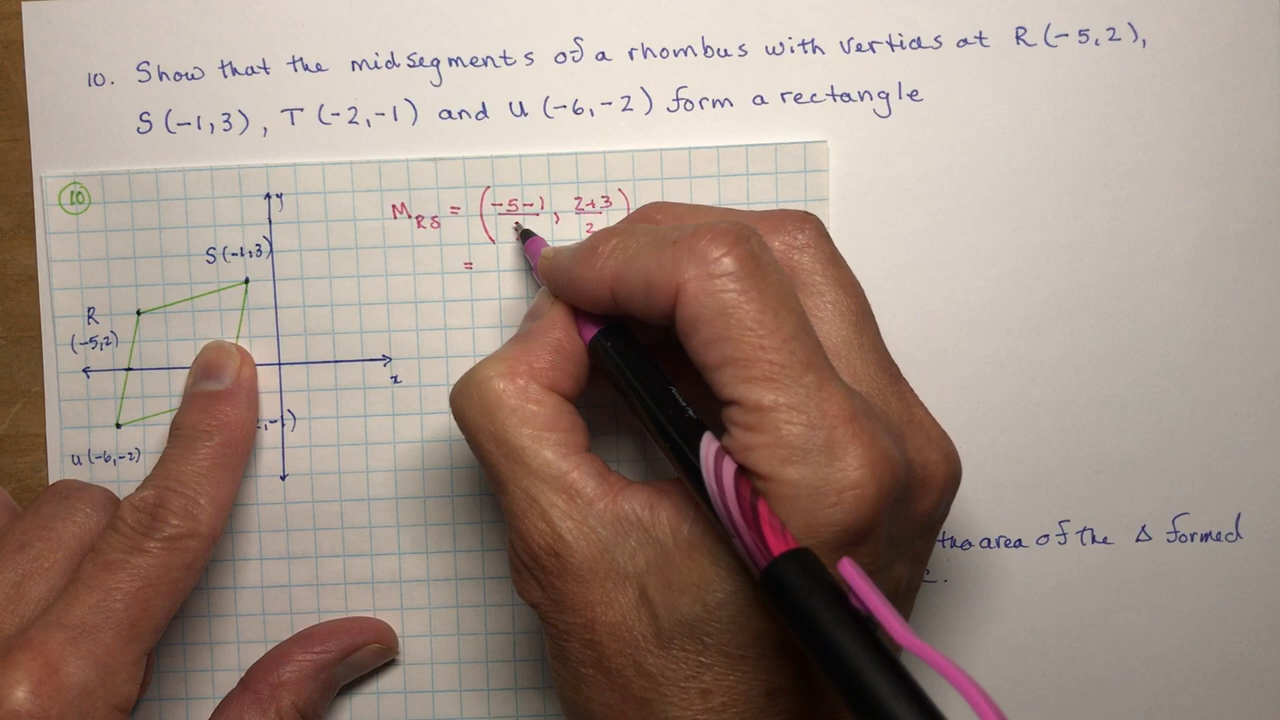 10. Show that the midsegments of a rhombus with verticis at R(-5,2),
S(-1,3), T(-2,-1) and U(-6,-2) form a rectangle
10
y
M_RS = (-5-1/2, 2+3/2)
S(-1,3)
=
R
(-5,2)
x
,-1)
U(-6,-2)
the area of the Δ formed